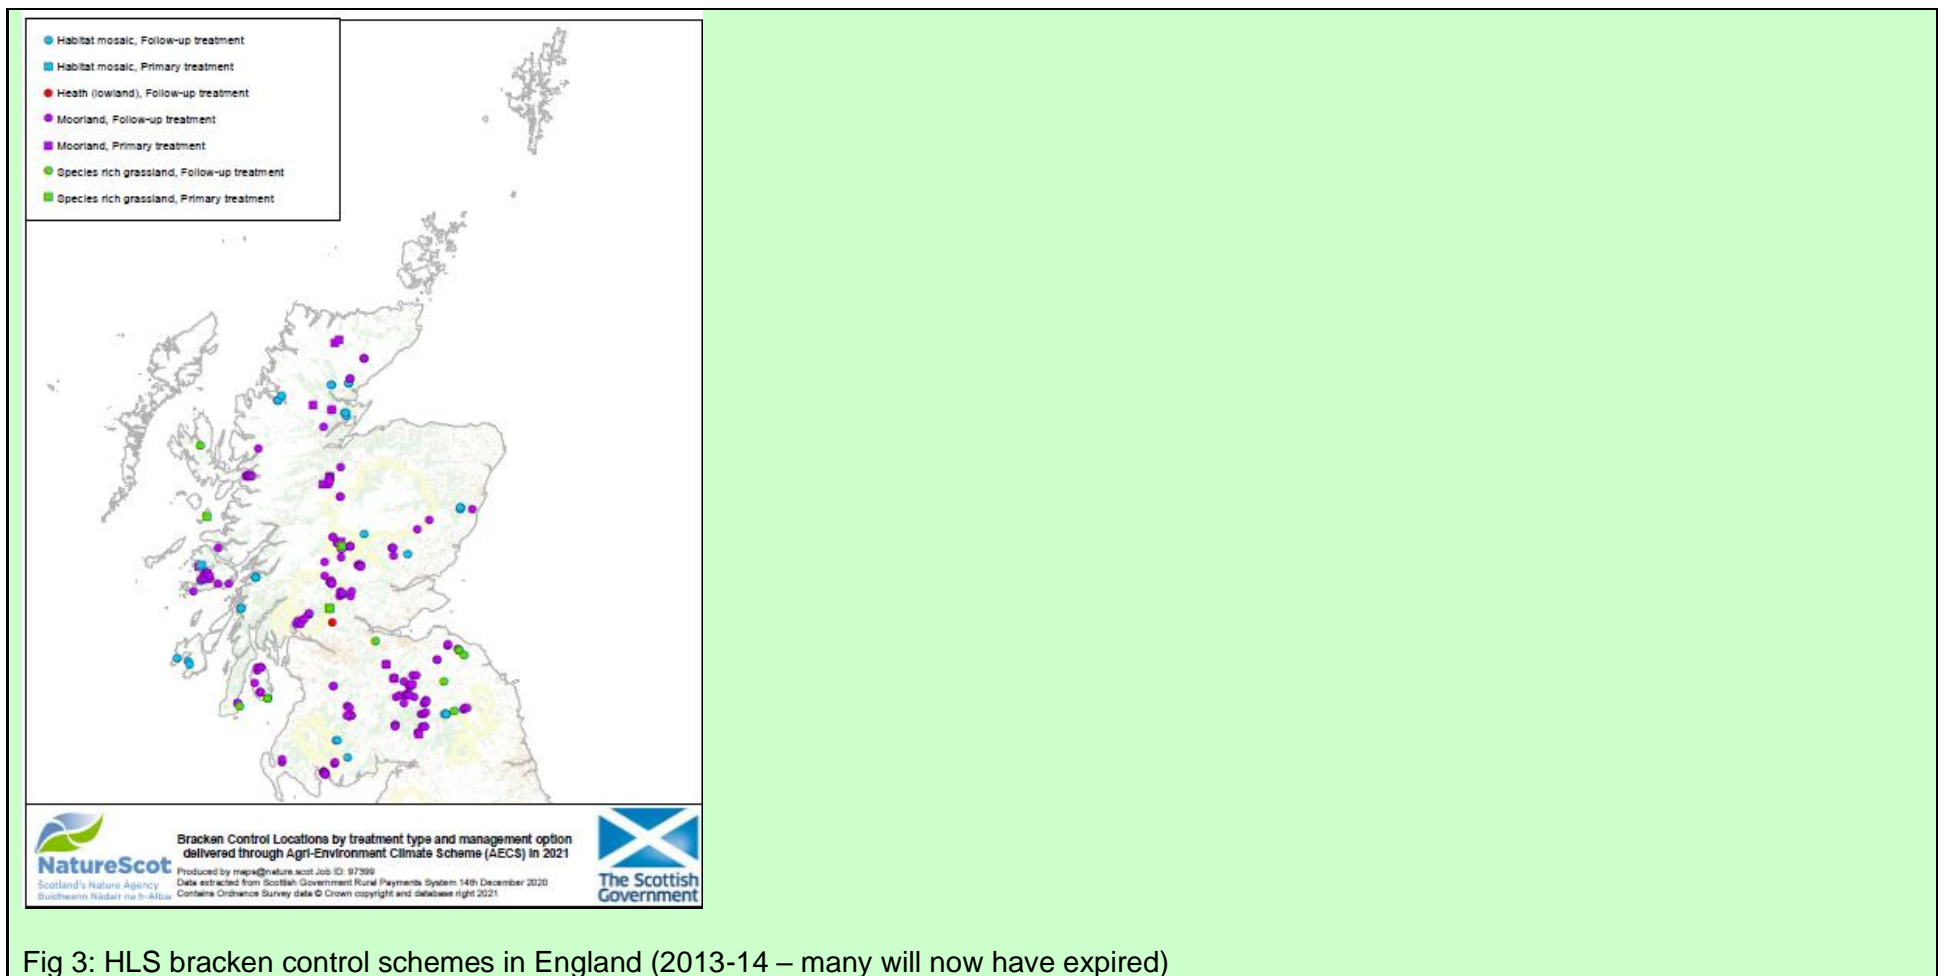 Habitat mosaic, Follow-up treatment
Habitat mosaic, Primary treatment
Heath (lowland), Follow-up treatment
Moorland, Follow-up treatment
Moorland, Primary treatment
Species rich grassland, Follow-up treatment
Species rich grassland, Primary treatment
Bracken Control Locations by treatment type and management option
delivered through Agri-Environment Climate Scheme (AECS) in 2021
Produced by maps@nature.scot Job ID: 97399
Data extracted from Scottish Government Rural Payments System 14th December 2020
Contains Ordnance Survey data © Crown copyright and database right 2021
NatureScot
Scotland's Nature Agency
Buidheann Nàdair na h-Alba
The Scottish
Government
Fig 3: HLS bracken control schemes in England (2013-14 – many will now have expired)